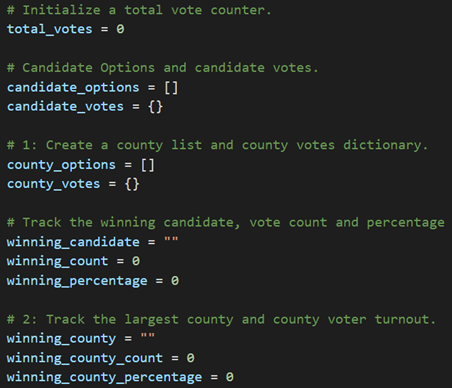 # Initialize a total vote counter.
total_votes = 0
# Candidate Options and candidate votes.
candidate_options = []
candidate_votes = {}
# 1: Create a county list and county votes dictionary.
county_options = []
county_votes = {}
# Track the winning candidate, vote count and percentage
winning_candidate = ""
winning_count = 0
winning_percentage = 0
# 2: Track the largest county and county voter turnout.
winning_county = ""
winning_county_count = 0
winning_county_percentage = 0